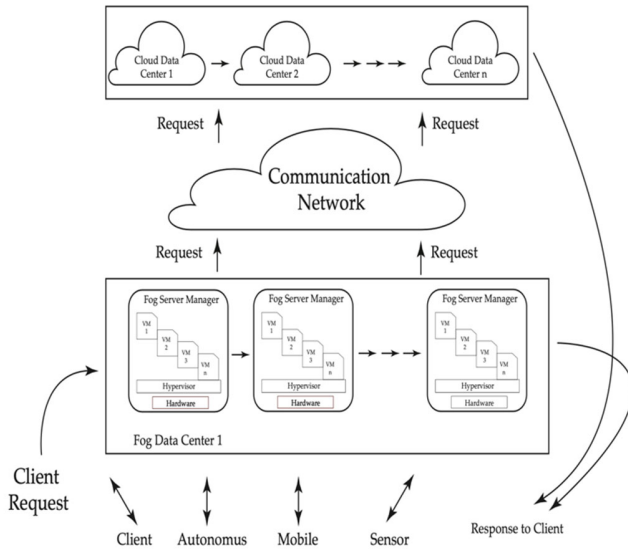 Cloud Data
Center 1
Cloud Data
Center 2
Cloud Data
Center n
Request
Request
Communication
Network
Request
Request
Fog Server Manager
VM
1
VM
2
VM
3
VM
n
Hypervisor
Hardware
Fog Server Manager
VM
1
VM
2
VM
3
VM
n
Hypervisor
Hardware
Fog Server Manager
VM
1
VM
2
VM
3
VM
n
Hypervisor
Hardware
Fog Data Center 1
Client
Request
Client
Autonomus
Mobile
Sensor
Response to Client